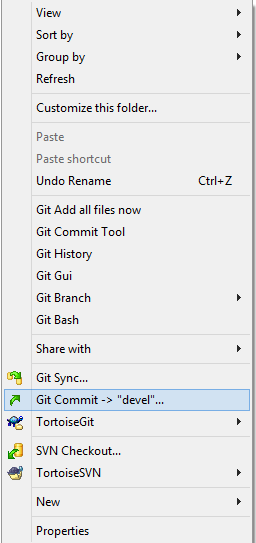 View
Sort by
Group by
Refresh
Customize this folder...
Paste
Paste shortcut
Undo Rename Ctrl+Z
Git Add all files now
Git Commit Tool
Git History
Git Gui
Git Branch
Git Bash
Share with
Git Sync...
Git Commit -> "devel"...
TortoiseGit
SVN Checkout...
TortoiseSVN
New
Properties